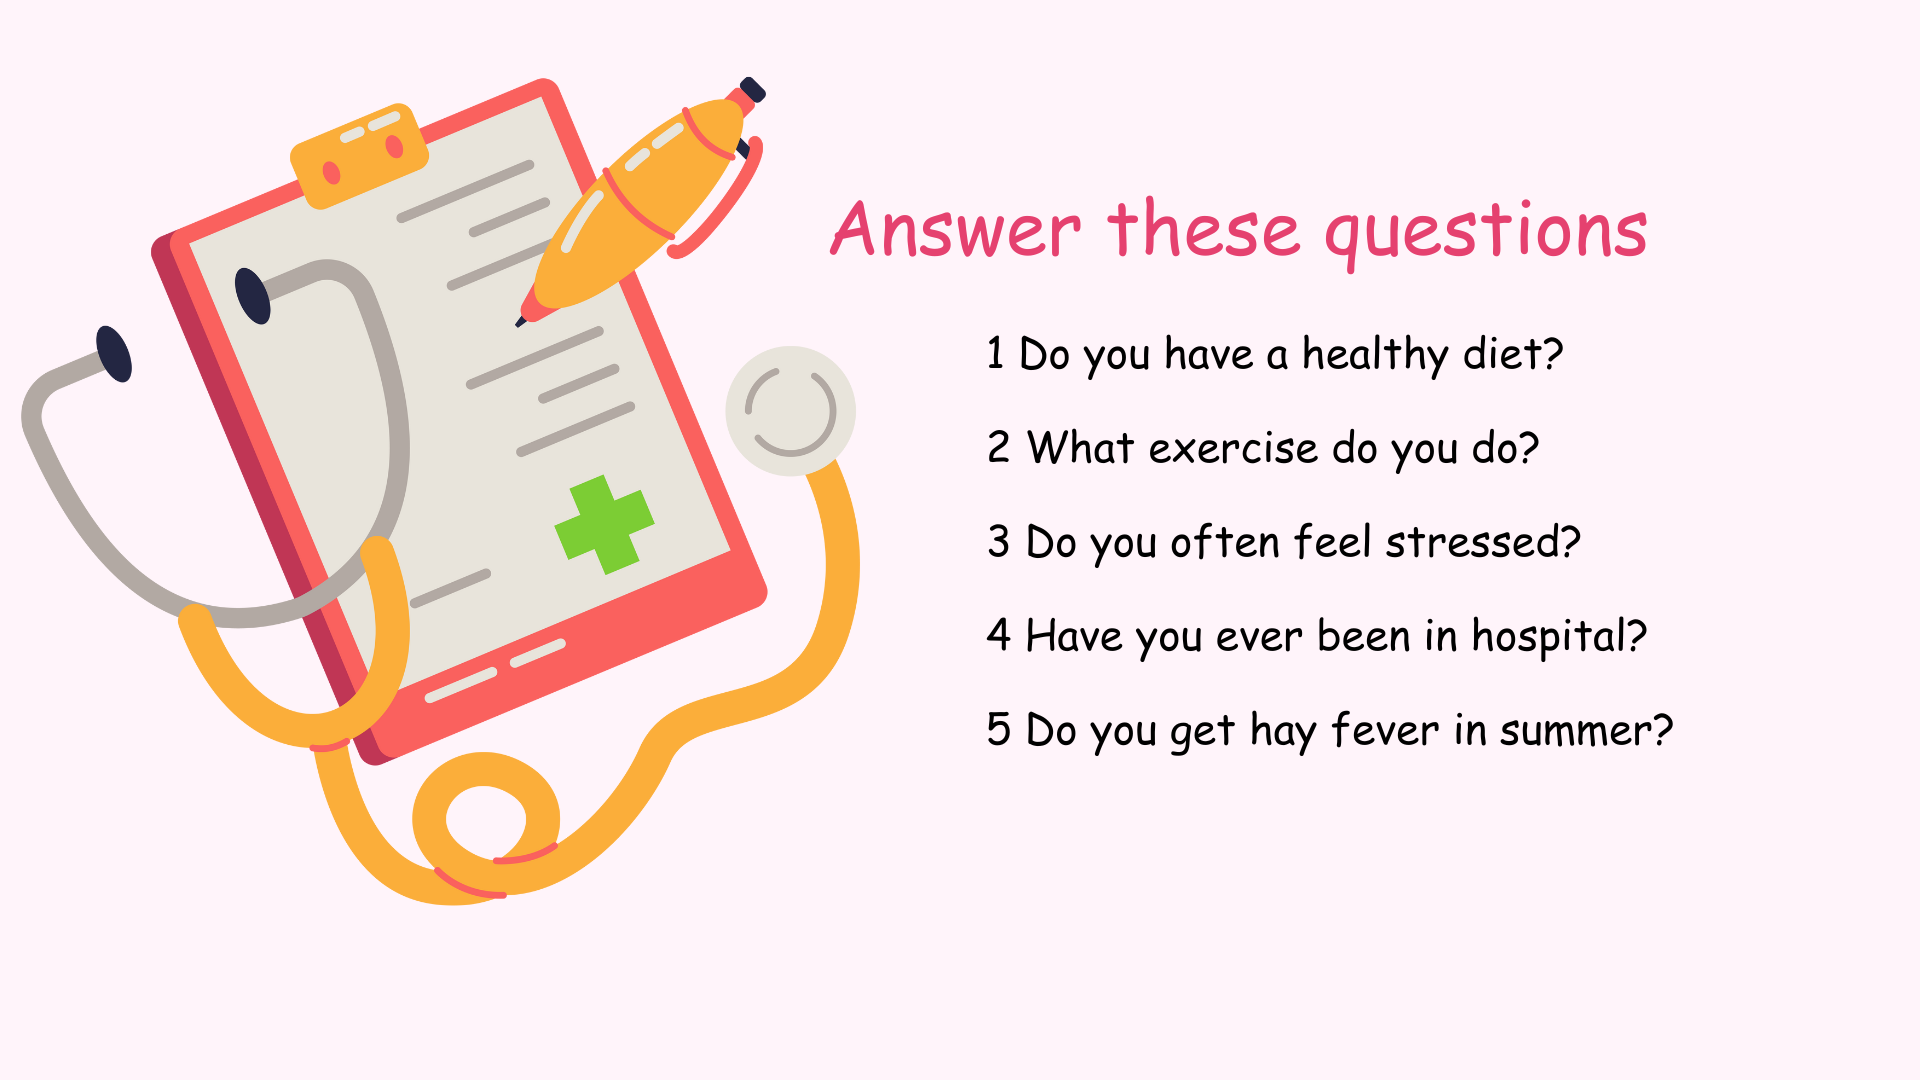 Answer these questions
1 Do you have a healthy diet?
2 What exercise do you do?
3 Do you often feel stressed?
4 Have you ever been in hospital?
5 Do you get hay fever in summer?